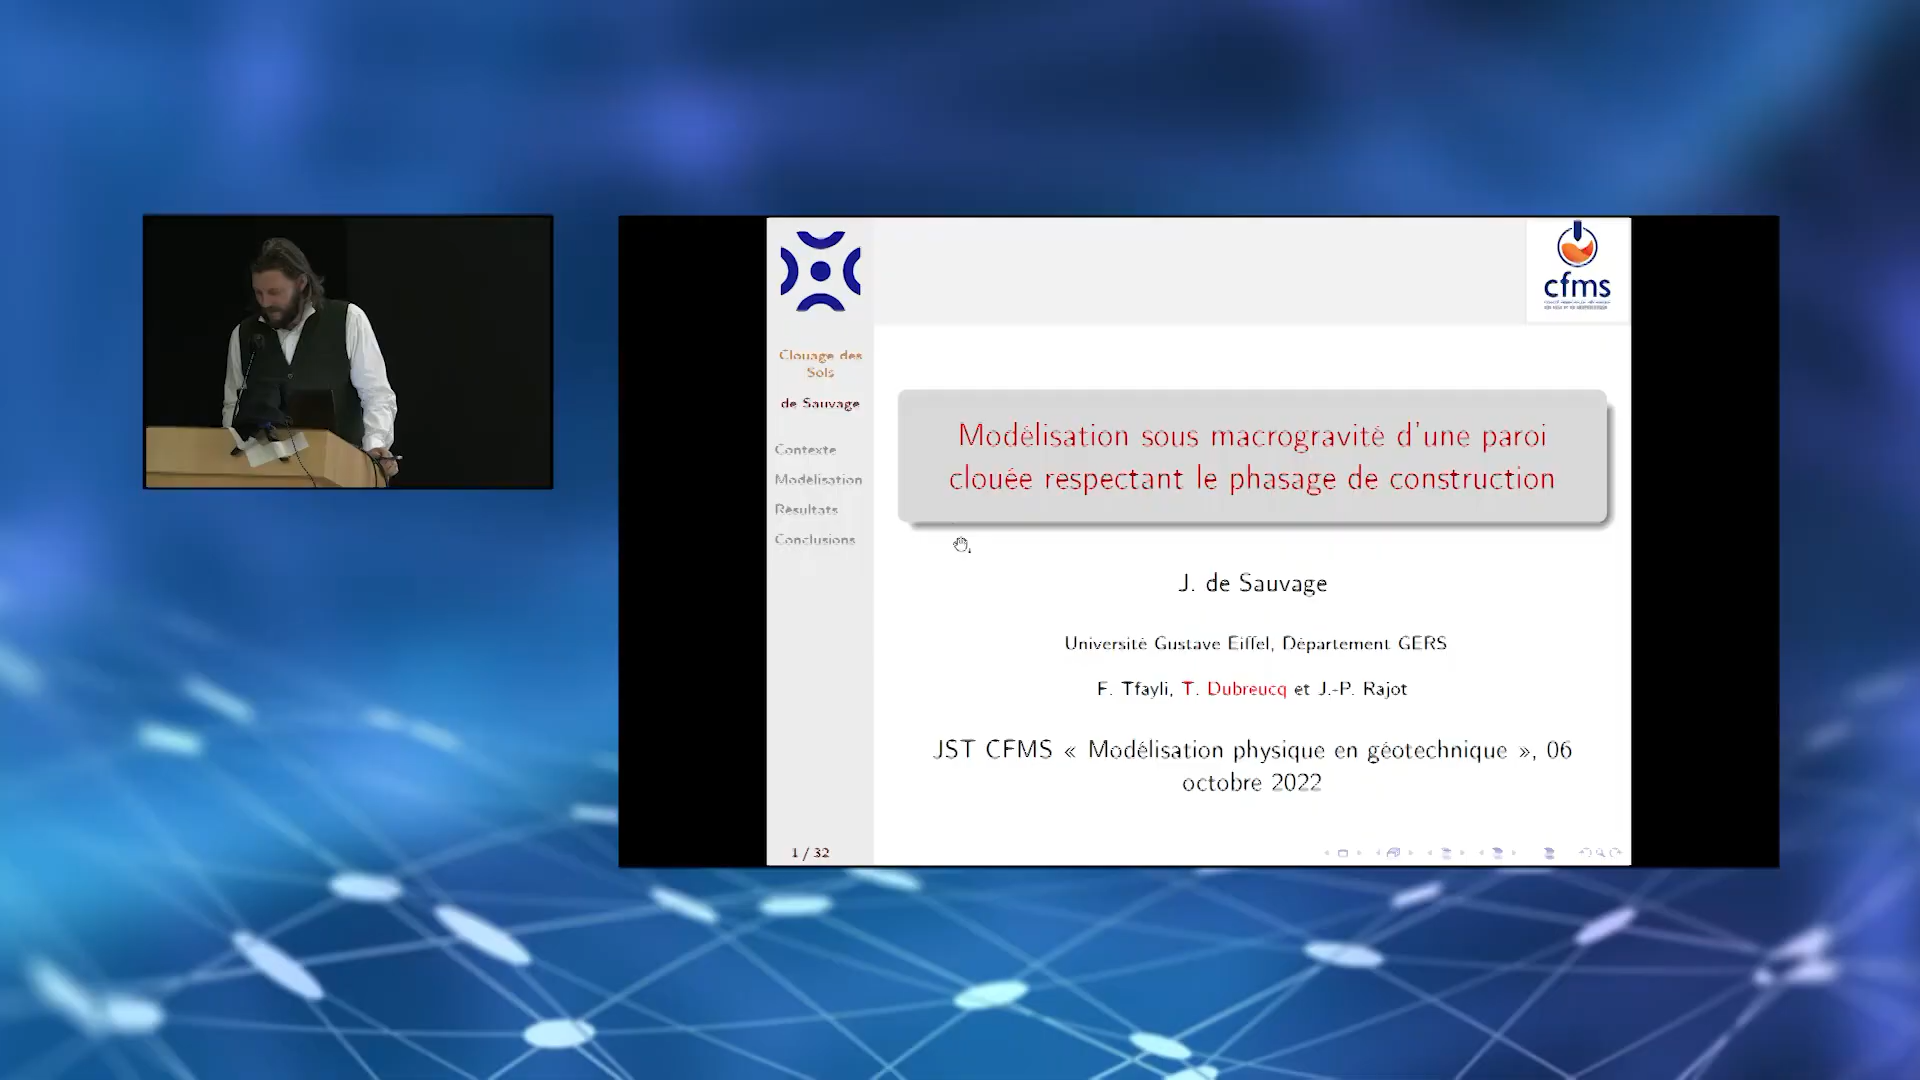 cfms
Clouage des
Sols
de Sauvage
Contexte
Modélisation
Résultats
Conclusions
Modélisation sous macrogravité d'une paroi
clouée respectant le phasage de construction
J. de Sauvage
Université Gustave Eiffel, Département GERS
F. Tfayli, T. Dubreucq et J.-P. Rajot
JST CFMS « Modélisation physique en géotechnique », 06
octobre 2022
1 / 32